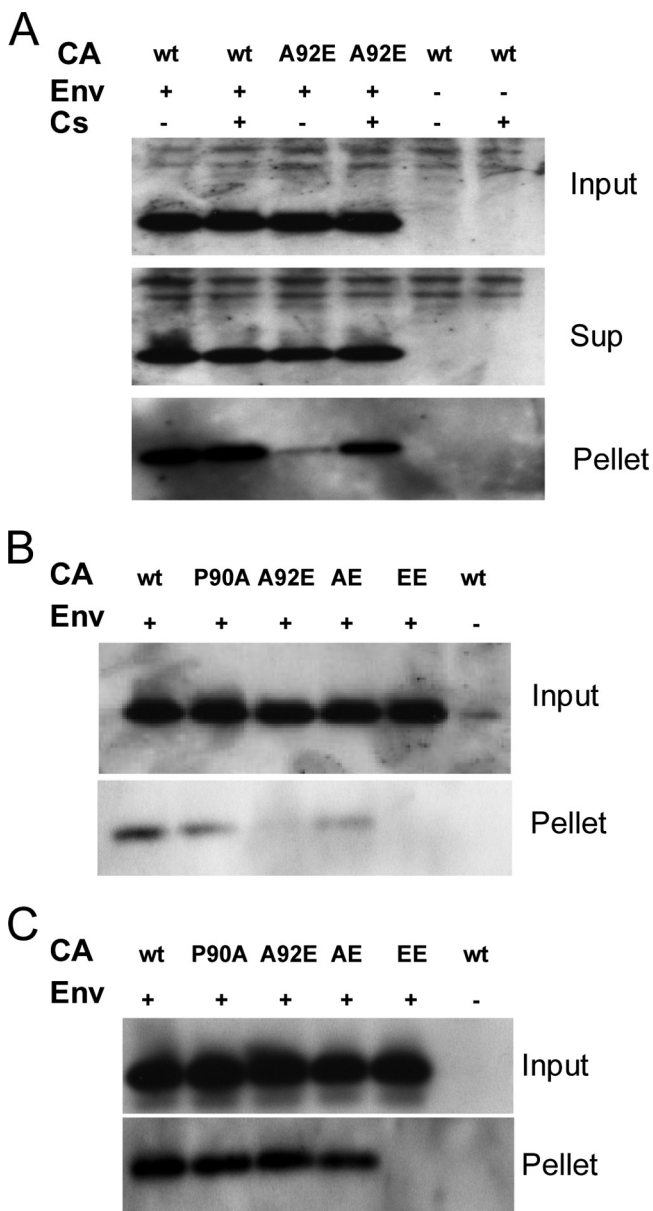 A
CA wt wt A92E A92E wt wt
Env + + + + - -
Cs - + - + - +
Input
Sup
Pellet
B
CA wt P90A A92E AE EE wt
Env + + + + + -
Input
Pellet
C
CA wt P90A A92E AE EE wt
Env + + + + + -
Input
Pellet